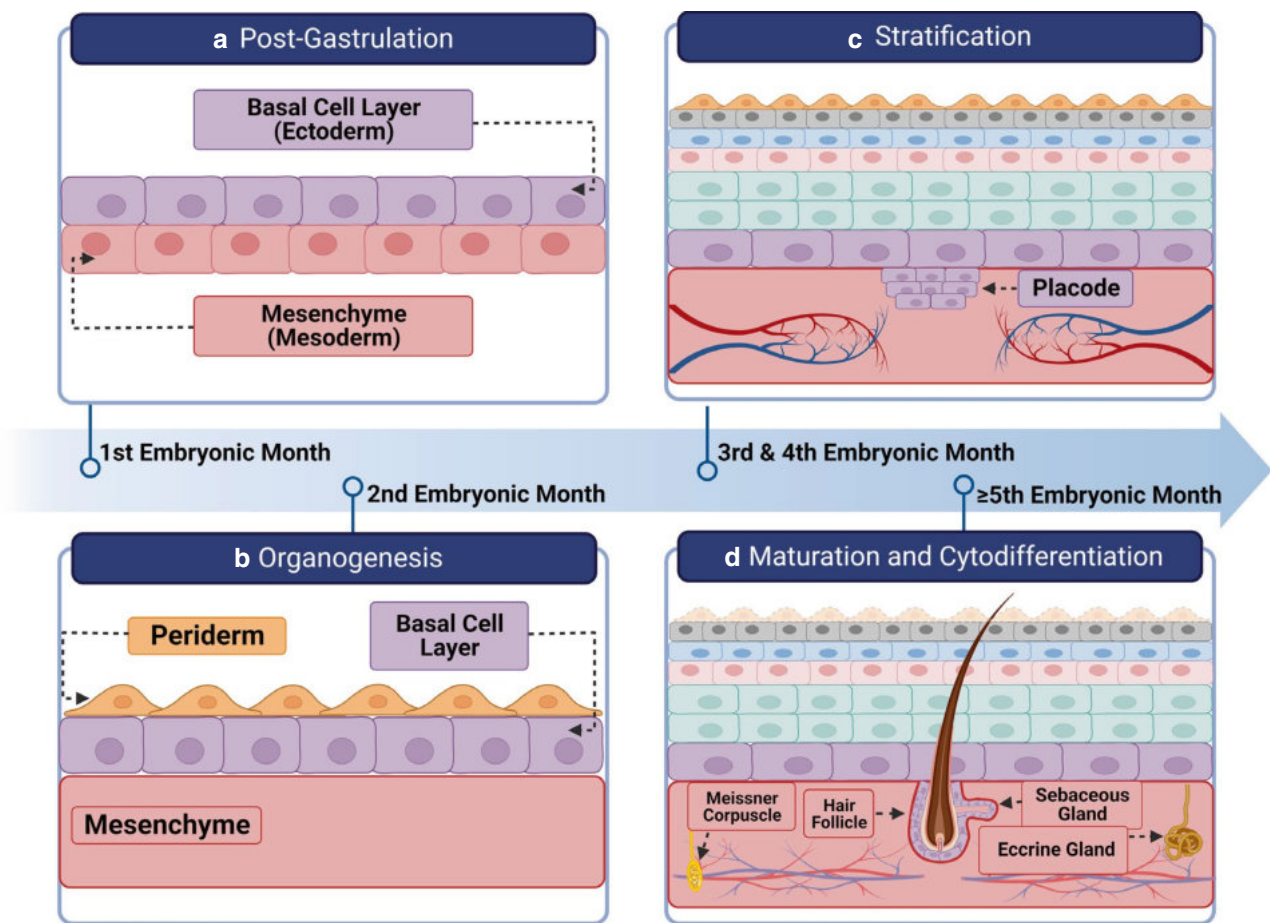 a Post-Gastrulation
Basal Cell Layer
(Ectoderm)
Mesenchyme
(Mesoderm)
c Stratification
Placode
1st Embryonic Month
2nd Embryonic Month
3rd & 4th Embryonic Month
≥5th Embryonic Month
b Organogenesis
Periderm
Basal Cell
Layer
Mesenchyme
d Maturation and Cytodifferentiation
Meissner
Corpuscle
Hair
Follicle
Sebaceous
Gland
Eccrine Gland